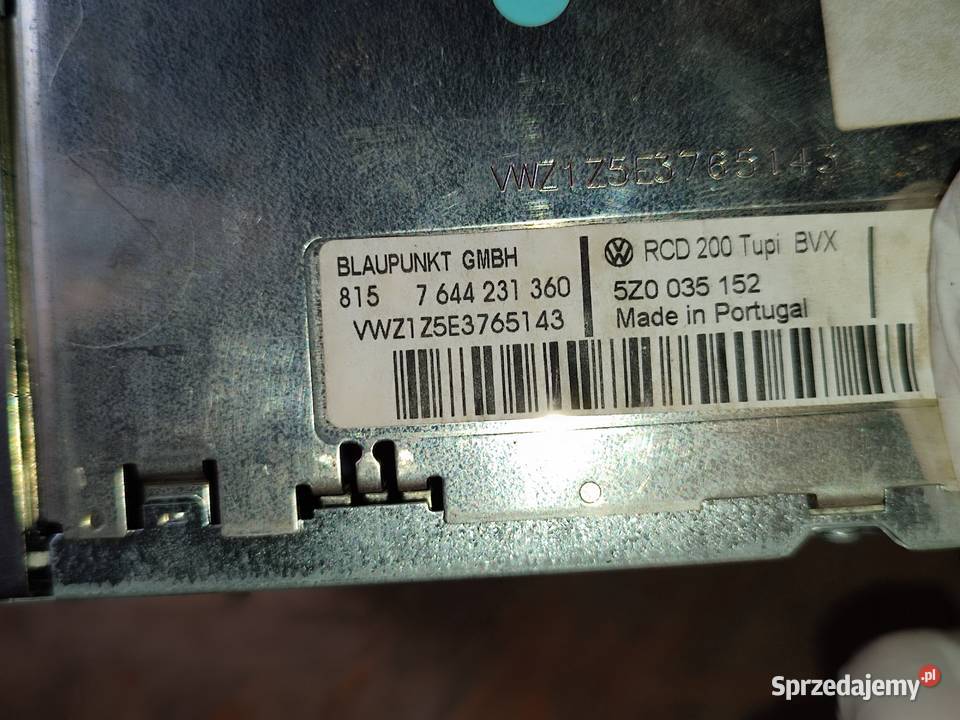 VWZ1Z5E3765143
BLAUPUNKT GMBH
815 7 644 231 360
VWZ1Z5E3765143
VW RCD 200 Tupi BVX
5Z0 035 152
Made in Portugal
Sprzedajemy.pl